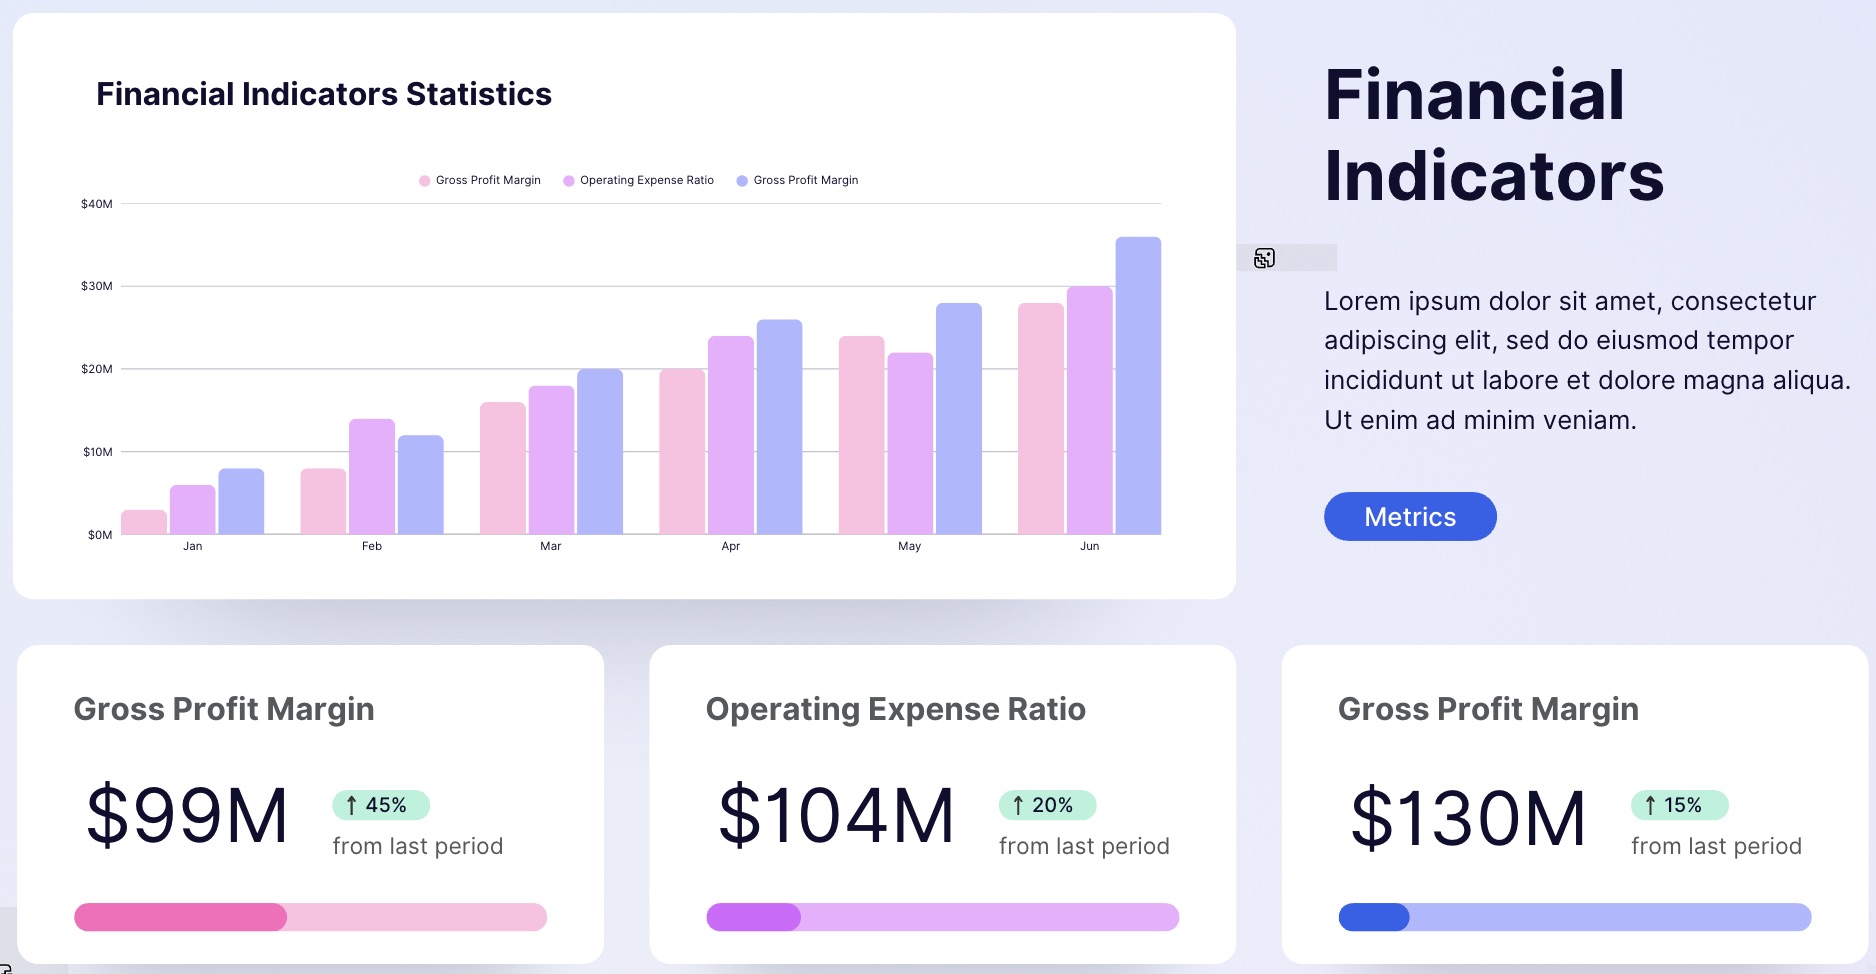 Financial Indicators Statistics
Gross Profit Margin Operating Expense Ratio Gross Profit Margin
$40M
$30M
$20M
$10M
$0M
Jan Feb Mar Apr May Jun
Financial
Indicators
Lorem ipsum dolor sit amet, consectetur
adipiscing elit, sed do eiusmod tempor
incididunt ut labore et dolore magna aliqua.
Ut enim ad minim veniam.
Metrics
Gross Profit Margin
$99M
↑ 45%
from last period
Operating Expense Ratio
$104M
↑ 20%
from last period
Gross Profit Margin
$130M
↑ 15%
from last period